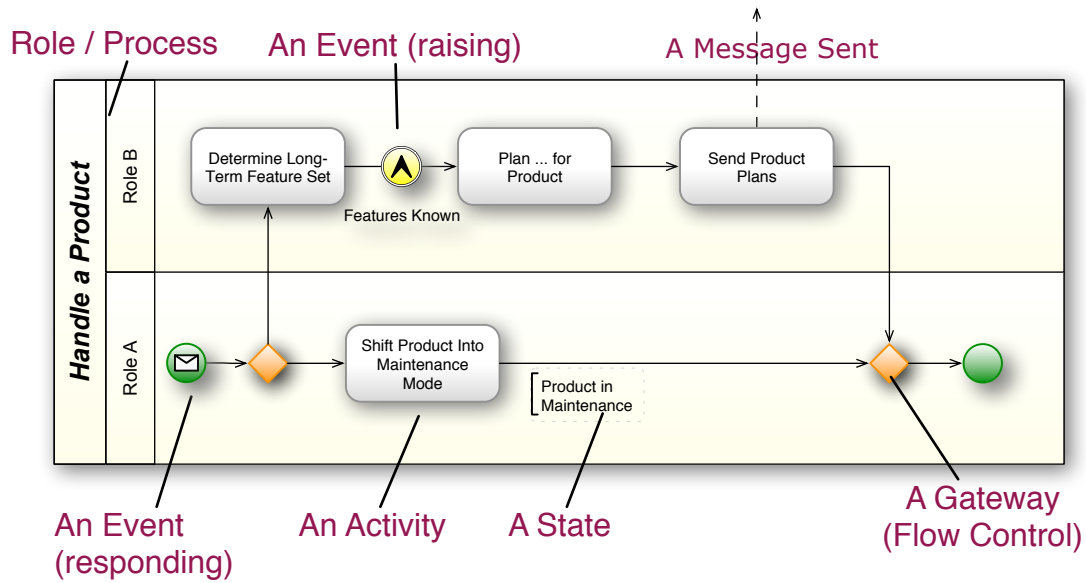 Role / Process
An Event (raising)
A Message Sent
Handle a Product
Role B
Determine Long-
Term Feature Set
Features Known
Plan ... for
Product
Send Product
Plans
Role A
Shift Product Into
Maintenance
Mode
Product in
Maintenance
An Event
(responding)
An Activity
A State
A Gateway
(Flow Control)